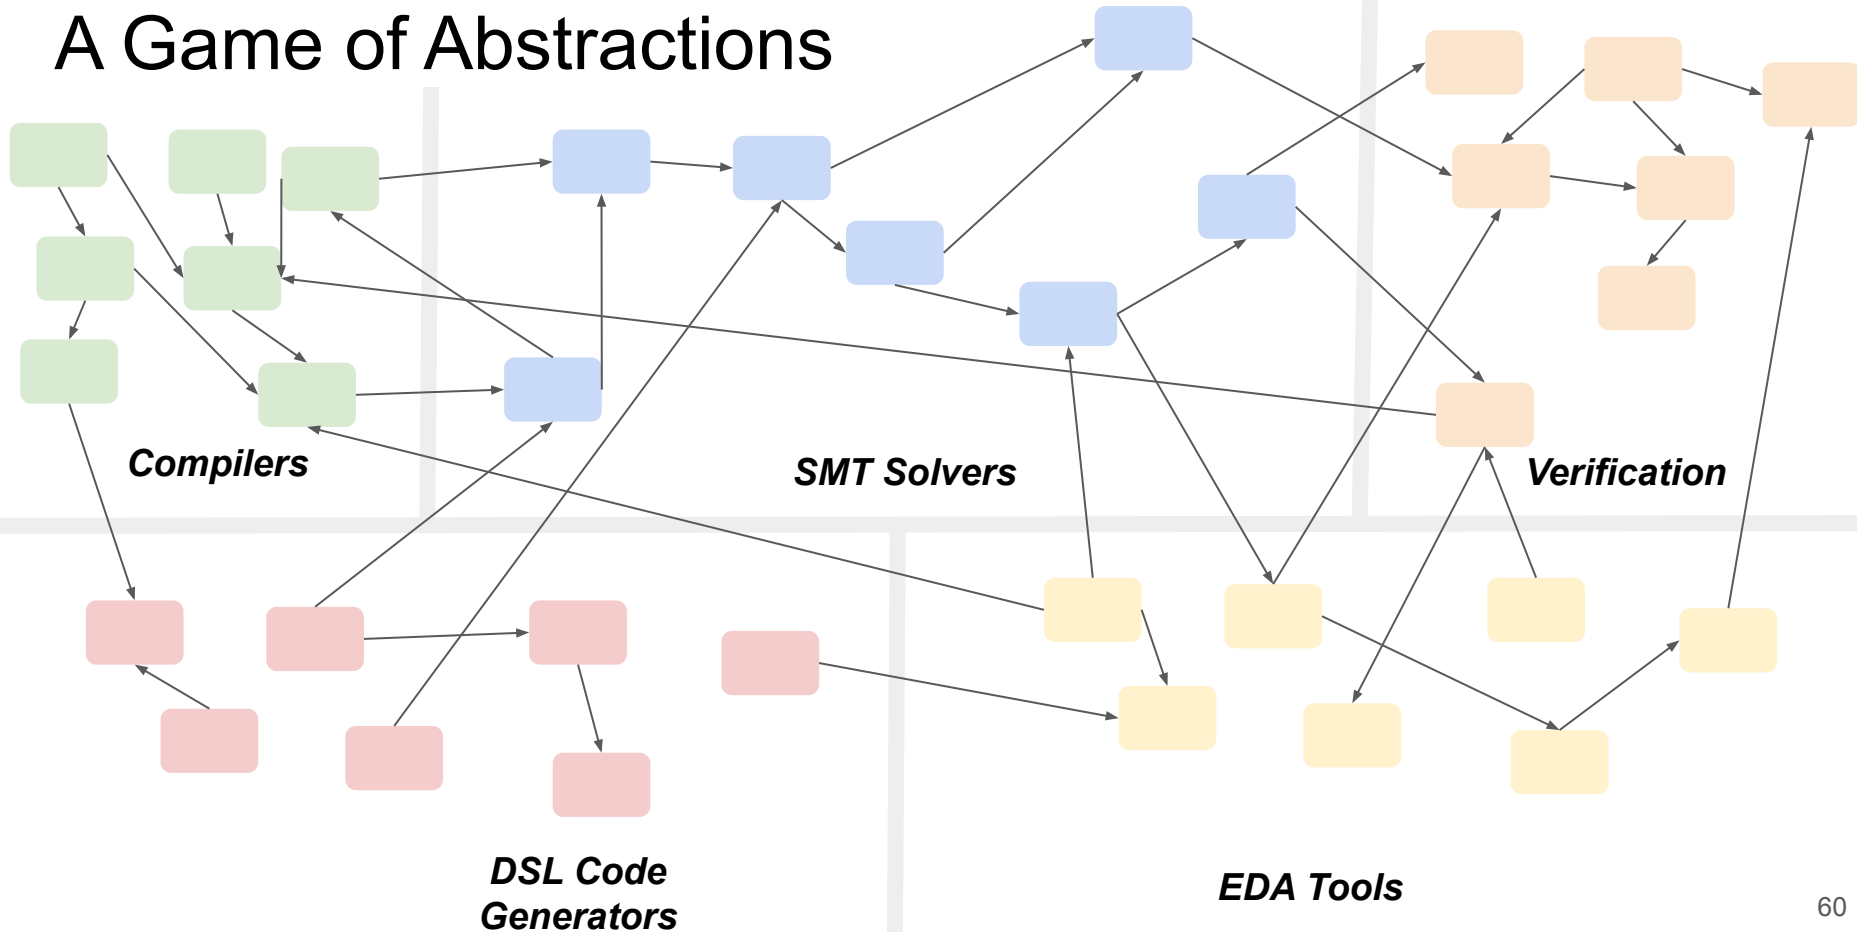 A Game of Abstractions
Compilers
SMT Solvers
Verification
DSL Code
Generators
EDA Tools
60